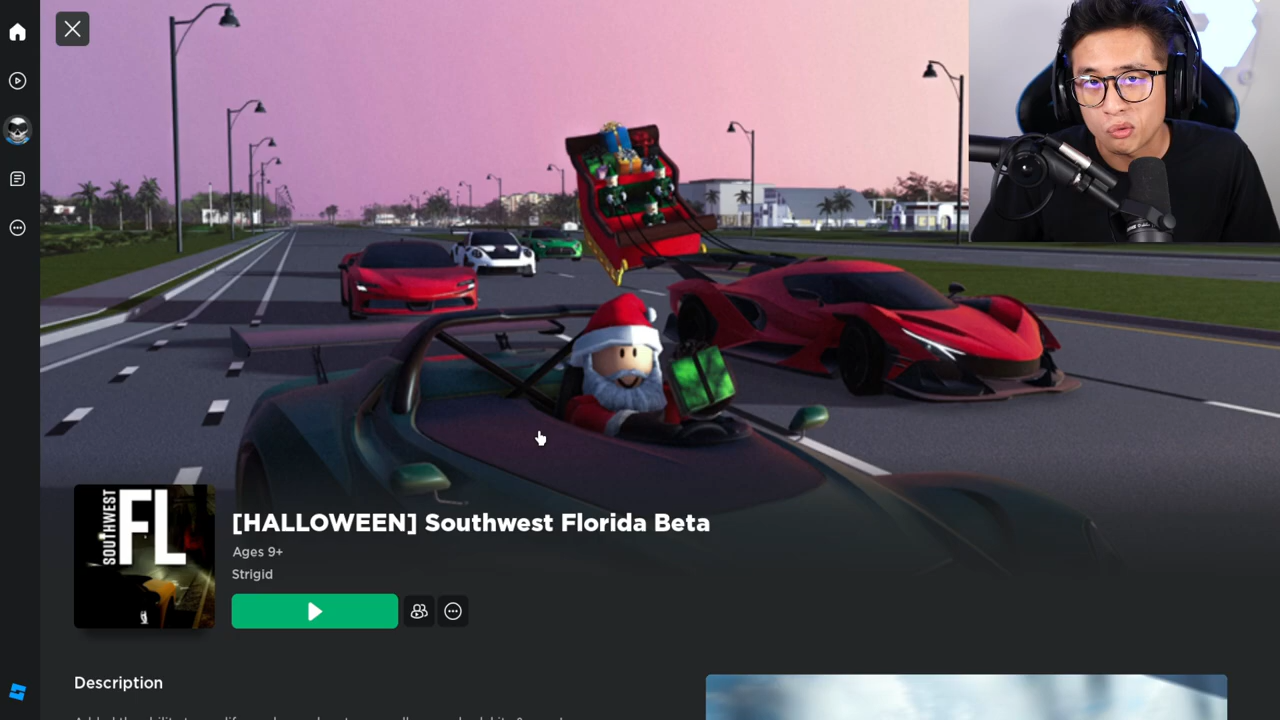 SOUTHWEST
FL
[HALLOWEEN] Southwest Florida Beta
Ages 9+
Strigid
Description